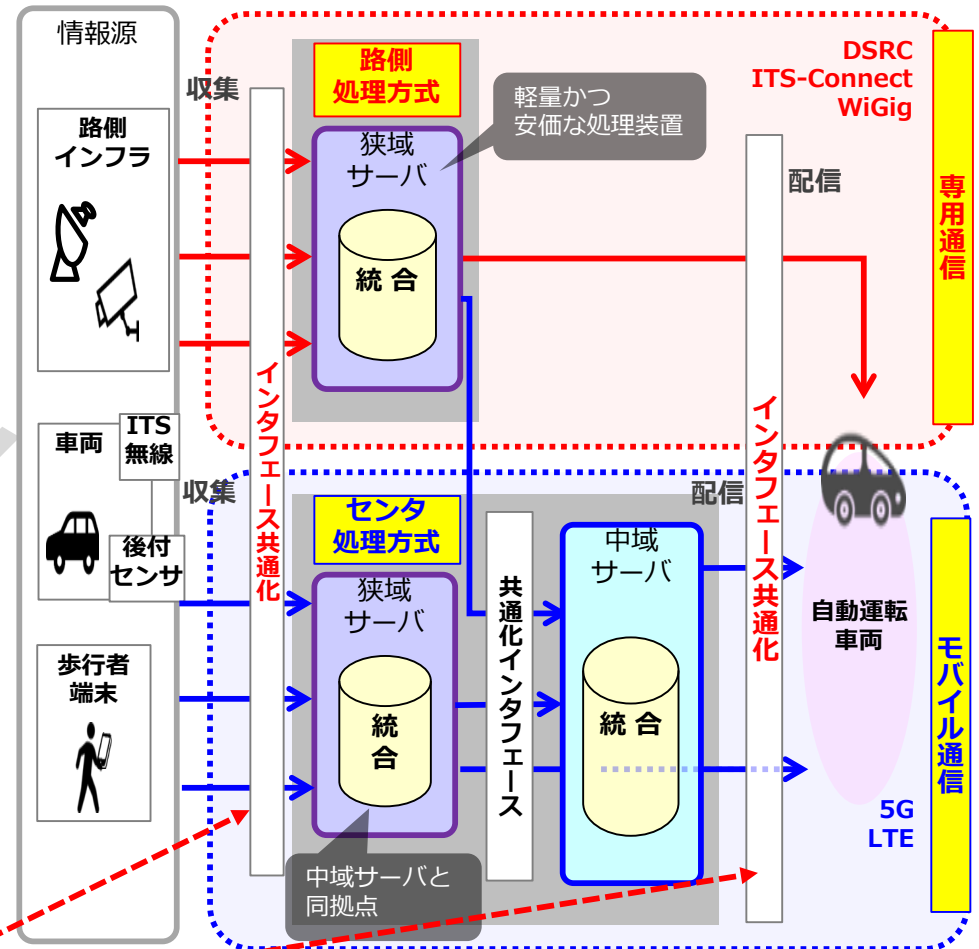 情報源
路側
インフラ
車両
ITS
無線
後付
センサ
歩行者
端末
収集
インタフェース共通化
収集
路側
処理方式
軽量かつ
安価な処理装置
狭域
サーバ
統合
DSRC
ITS-Connect
WiGig
配信
専用通信
センタ
処理方式
狭域
サーバ
統
合
中域サーバと
同拠点
共通化インタフェース
中域
サーバ
統合
配信
インタフェース共通化
自動運転
車両
5G
LTE
モバイル通信